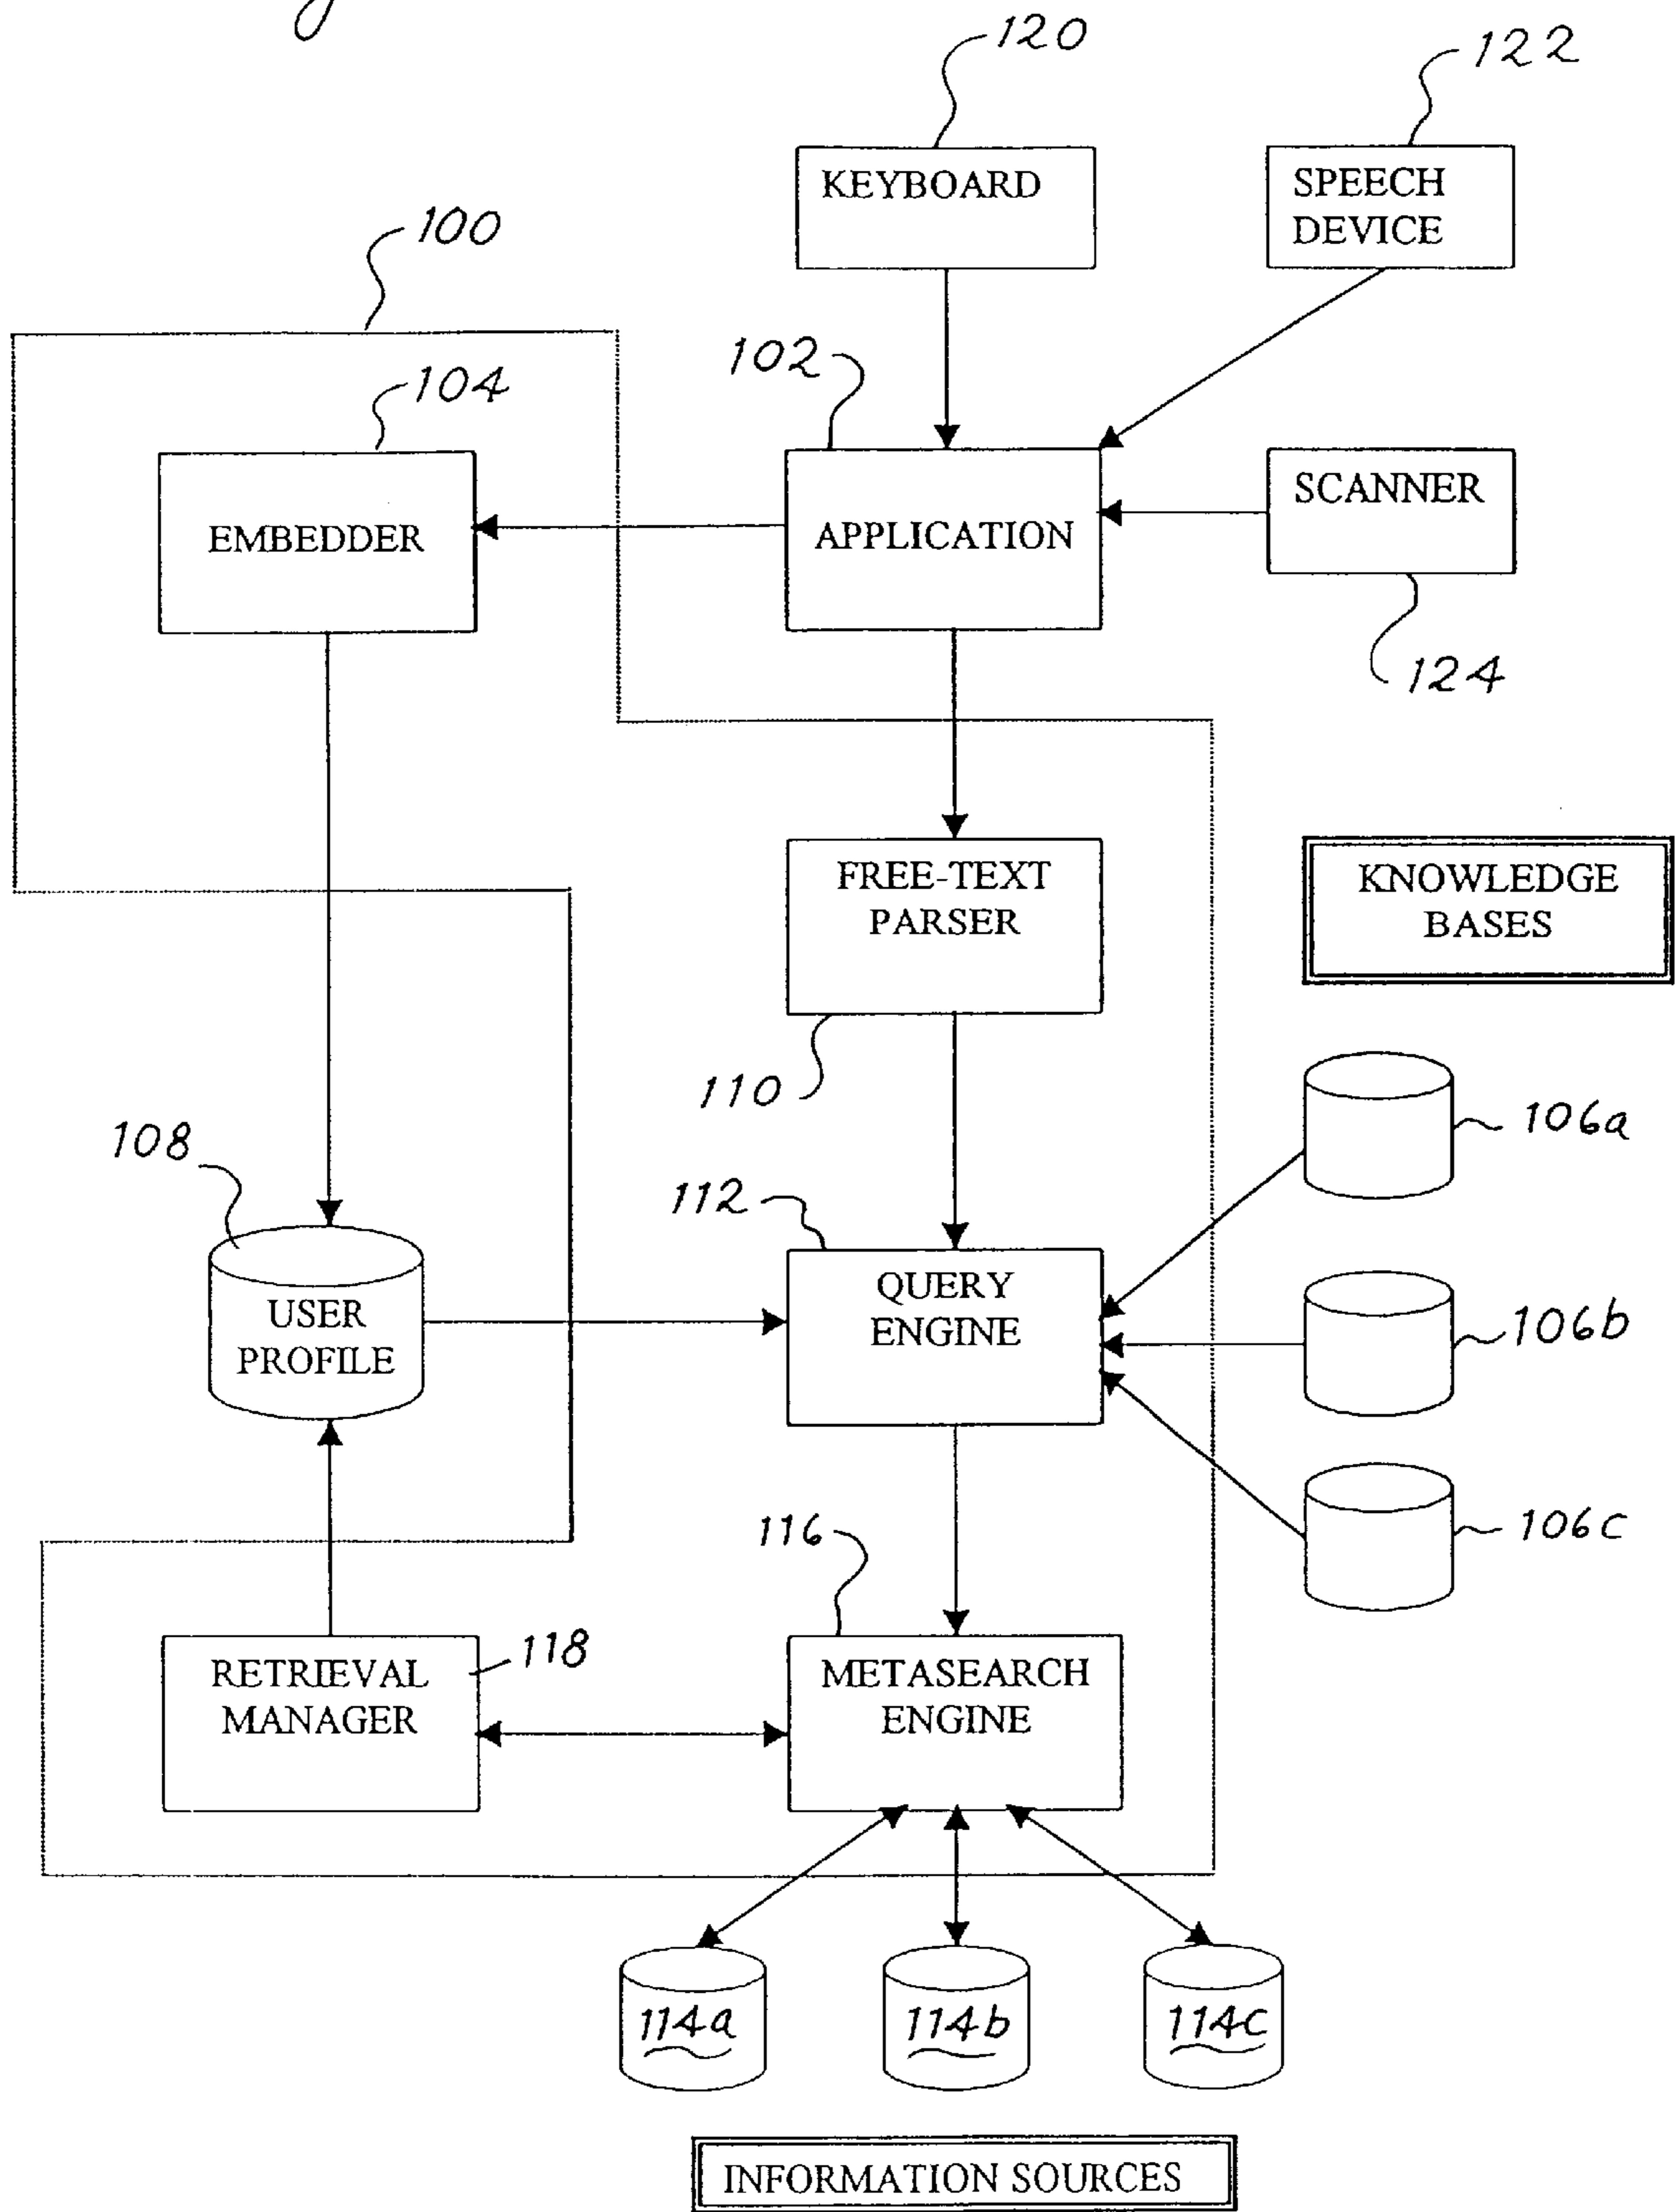 120
122
KEYBOARD
SPEECH
DEVICE
100
102
104
EMBEDDER
APPLICATION
SCANNER
124
FREE-TEXT
PARSER
KNOWLEDGE
BASES
110
106a
108
112
USER
PROFILE
QUERY
ENGINE
106b
116
106c
RETRIEVAL
MANAGER
118
METASEARCH
ENGINE
114a
114b
114c
INFORMATION SOURCES